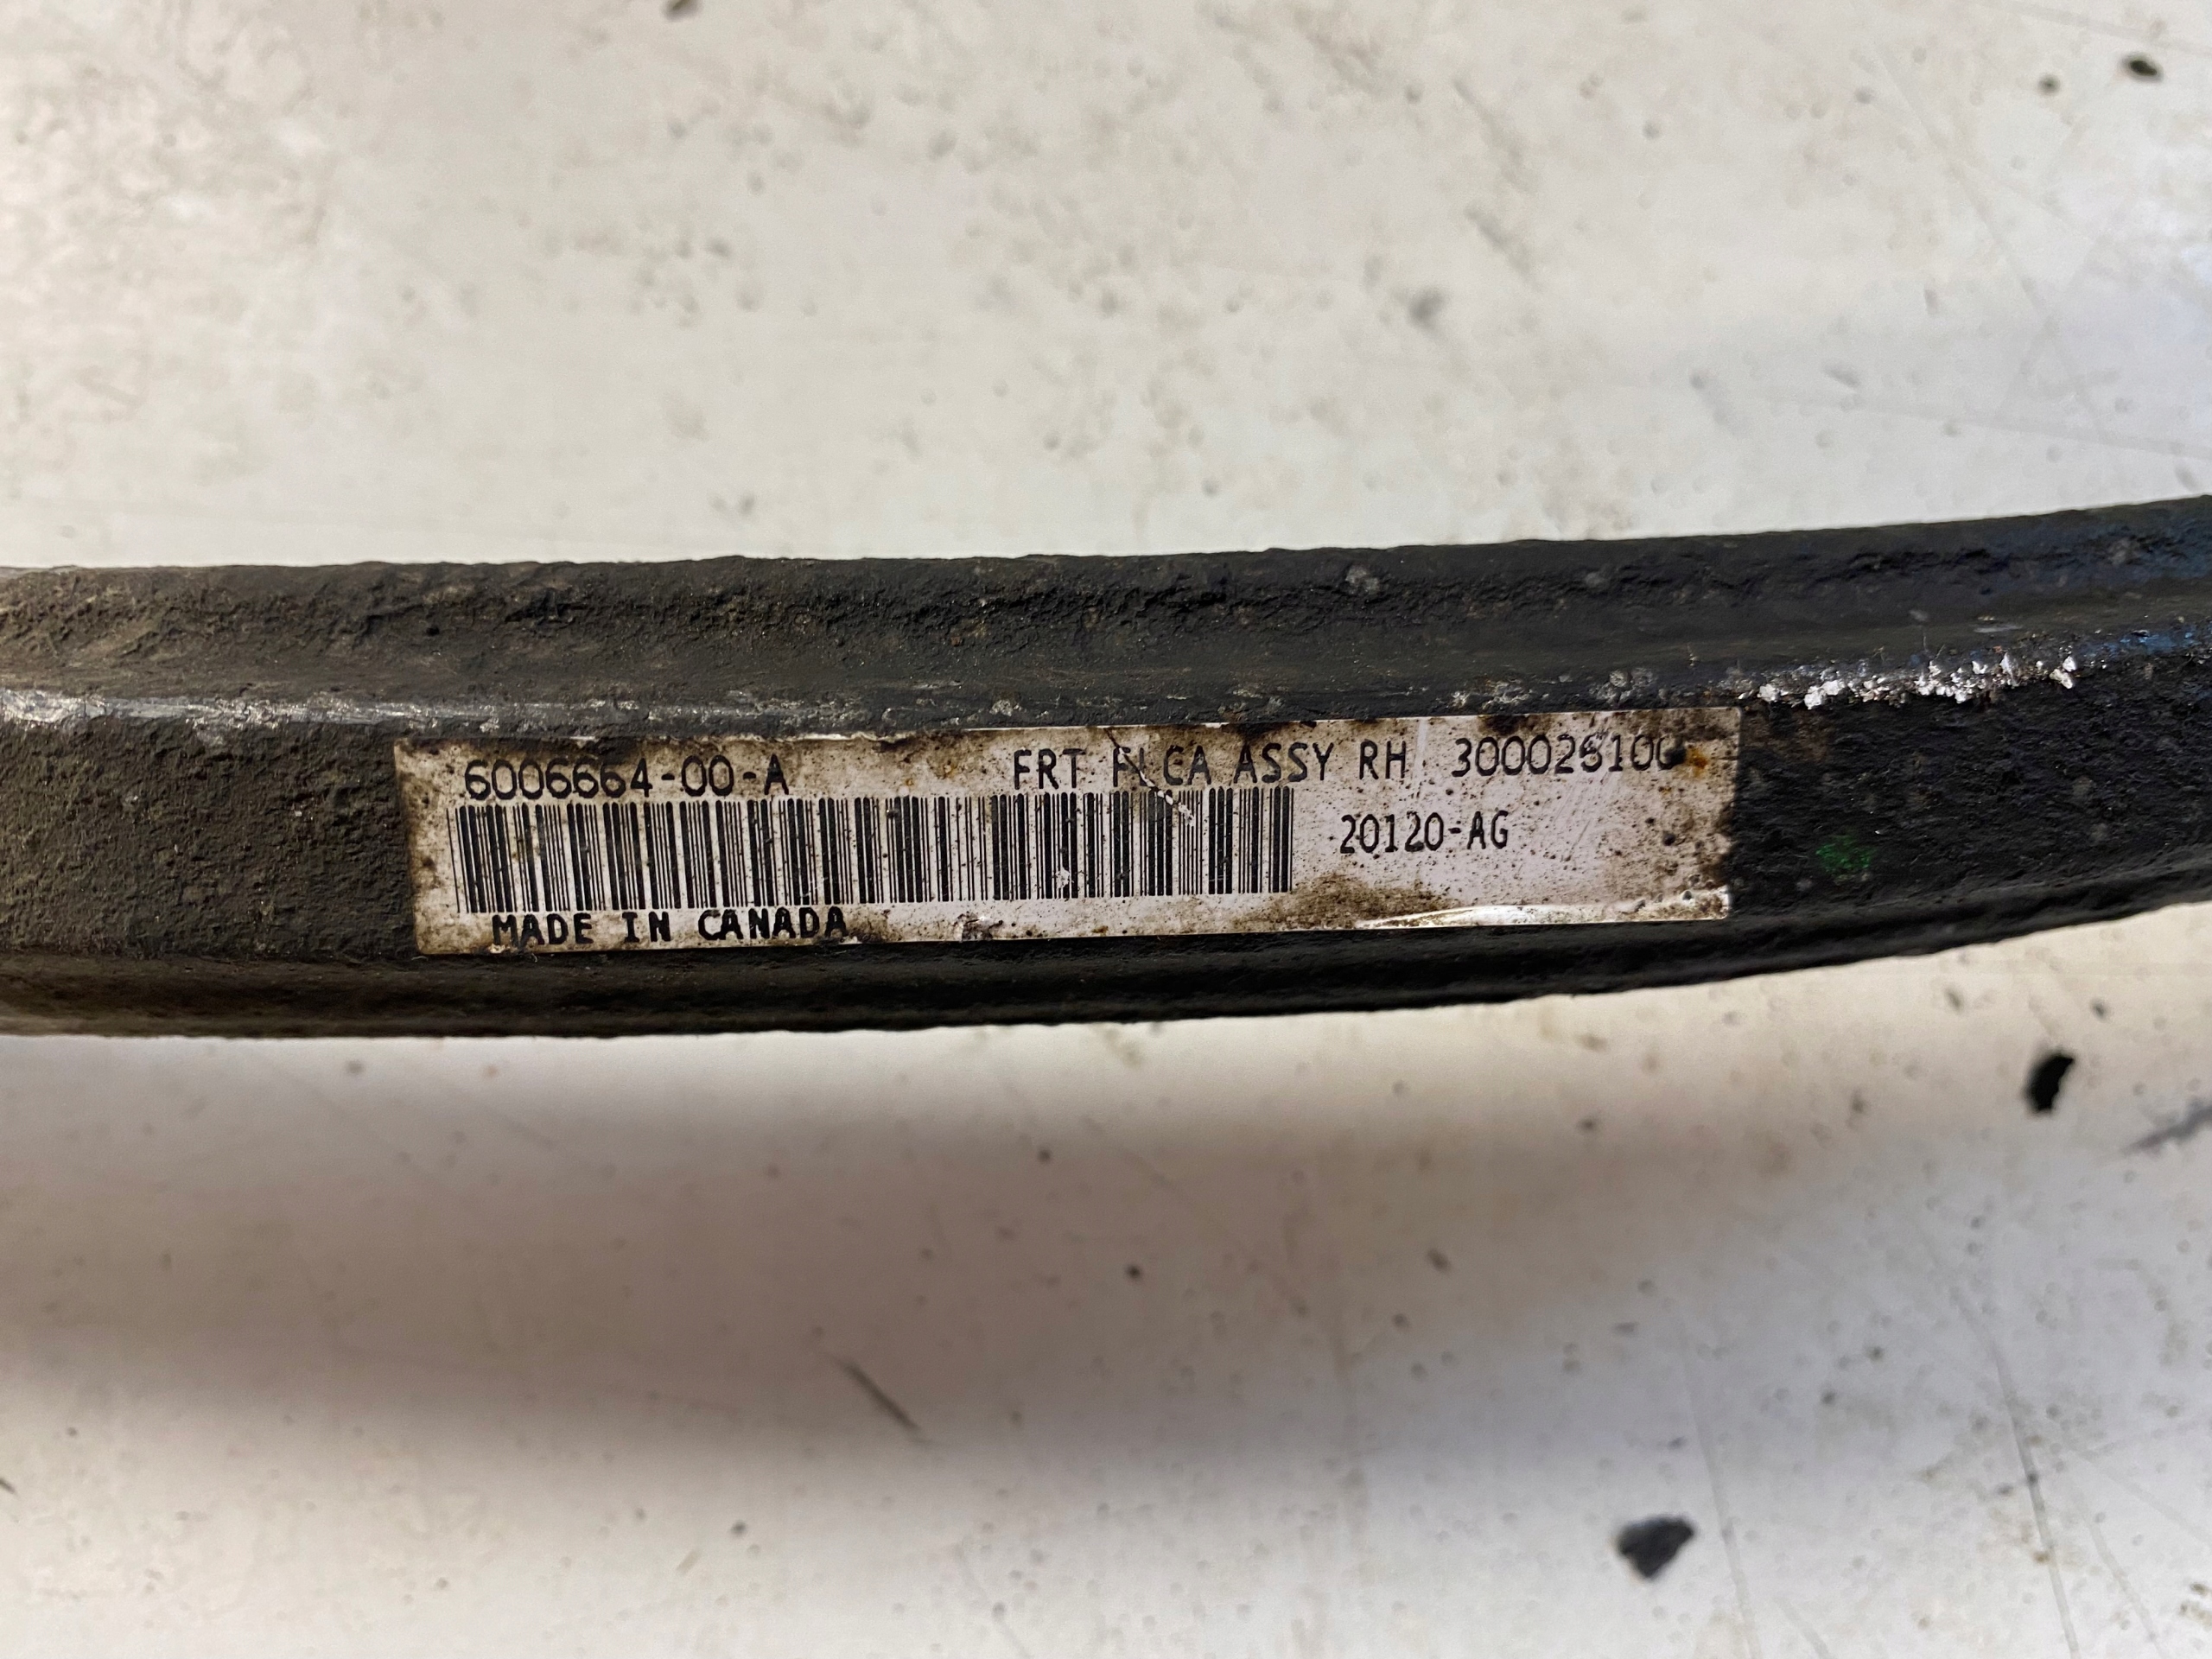 6006664-00-A FRT FLCA ASSY RH
20120-AG
MADE IN CANADA